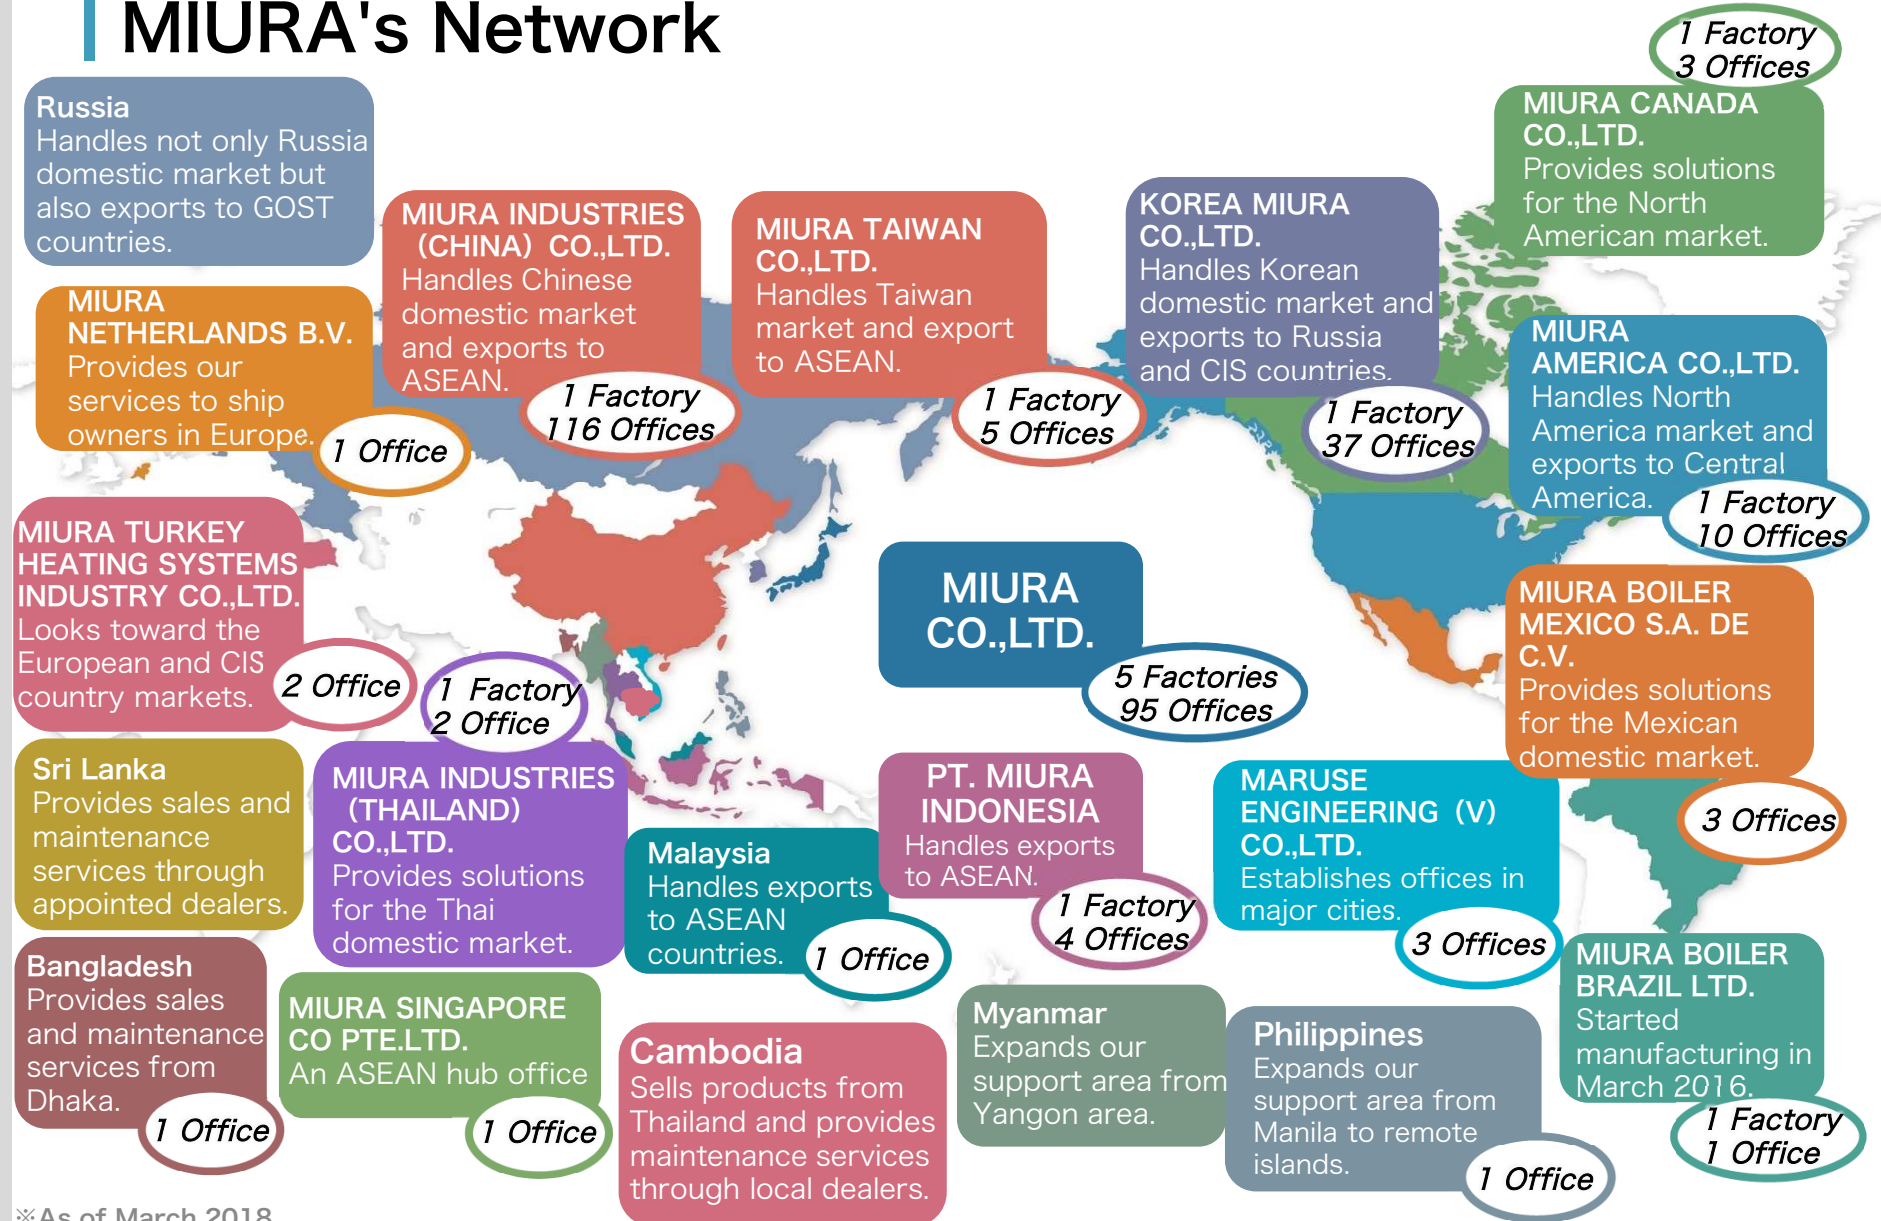 MIURA's Network
1 Factory
3 Offices
MIURA CANADA
CO.,LTD.
Provides solutions
for the North
American market.
Russia
Handles not only Russia
domestic market but
also exports to GOST
countries.
MIURA INDUSTRIES
（CHINA）CO.,LTD.
Handles Chinese
domestic market
and exports to
ASEAN.
1 Factory
116 Offices
MIURA TAIWAN
CO.,LTD.
Handles Taiwan
market and export
to ASEAN.
1 Factory
5 Offices
KOREA MIURA
CO.,LTD.
Handles Korean
domestic market and
exports to Russia
and CIS countries.
1 Factory
37 Offices
MIURA
NETHERLANDS B.V.
Provides our
services to ship
owners in Europe.
1 Office
MIURA
AMERICA CO.,LTD.
Handles North
America market and
exports to Central
America.
1 Factory
10 Offices
MIURA TURKEY
HEATING SYSTEMS
INDUSTRY CO.,LTD.
Looks toward the
European and CIS
country markets.
2 Office
1 Factory
2 Office
MIURA
CO.,LTD.
5 Factories
95 Offices
MIURA BOILER
MEXICO S.A. DE
C.V.
Provides solutions
for the Mexican
domestic market.
3 Offices
Sri Lanka
Provides sales and
maintenance
services through
appointed dealers.
MIURA INDUSTRIES
（THAILAND）
CO.,LTD.
Provides solutions
for the Thai
domestic market.
Malaysia
Handles exports
to ASEAN
countries.
1 Office
PT. MIURA
INDONESIA
Handles exports
to ASEAN.
1 Factory
4 Offices
MARUSE
ENGINEERING（V）
CO.,LTD.
Establishes offices in
major cities.
3 Offices
Bangladesh
Provides sales
and maintenance
services from
Dhaka.
1 Office
MIURA SINGAPORE
CO PTE.LTD.
An ASEAN hub office
1 Office
Cambodia
Sells products from
Thailand and provides
maintenance services
through local dealers.
Myanmar
Expands our
support area from
Yangon area.
Philippines
Expands our
support area from
Manila to remote
islands.
1 Office
MIURA BOILER
BRAZIL LTD.
Started
manufacturing in
March 2016.
1 Factory
1 Office
※As of March 2018